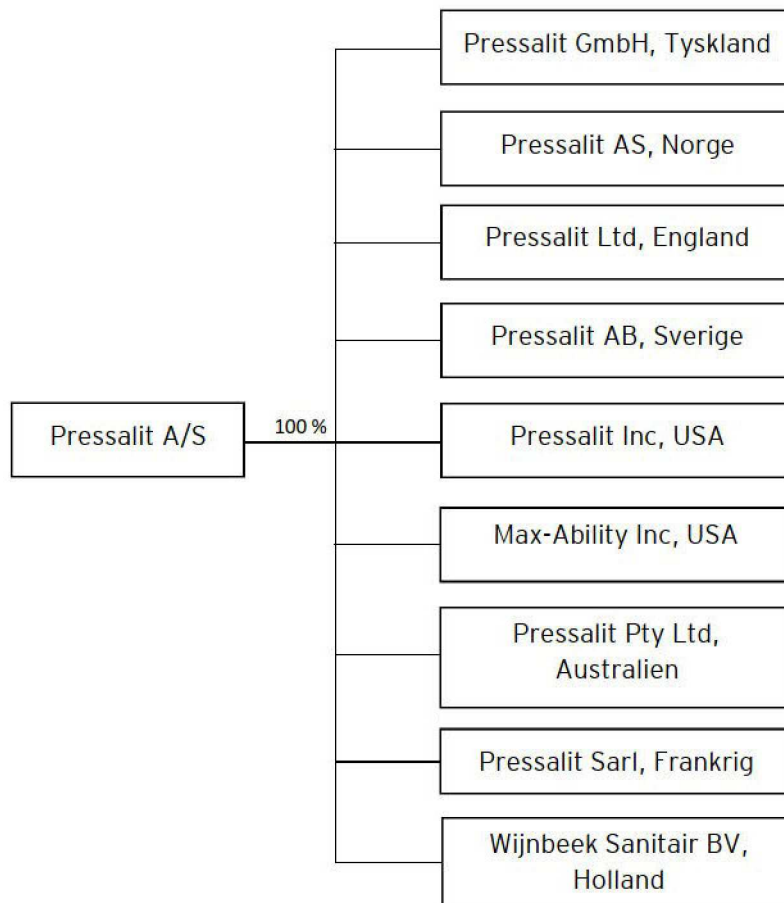 Pressalit GmbH, Tyskland
Pressalit AS, Norge
Pressalit Ltd, England
Pressalit AB, Sverige
Pressalit A/S
100 %
Pressalit Inc, USA
Max-Ability Inc, USA
Pressalit Pty Ltd,
Australien
Pressalit Sarl, Frankrig
Wijnbeek Sanitair BV,
Holland